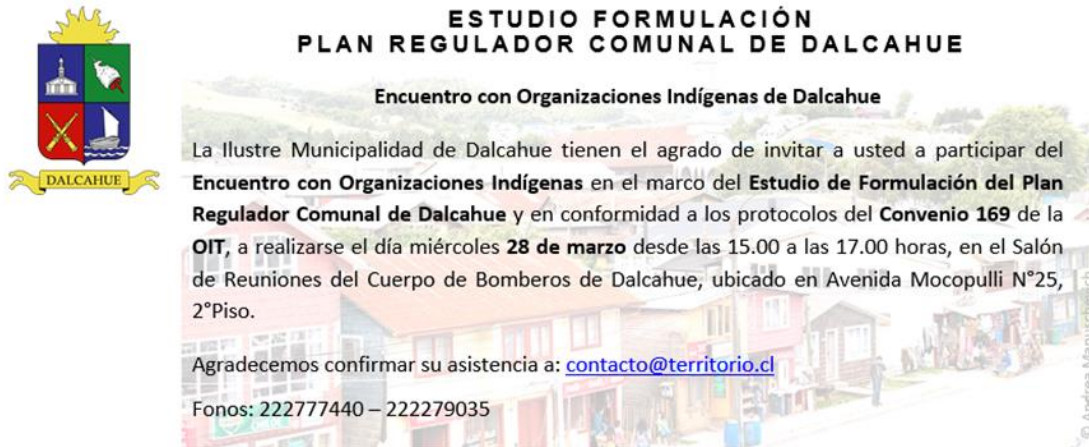 ESTUDIO FORMULACIÓN
PLAN REGULADOR COMUNAL DE DALCAHUE
Encuentro con Organizaciones Indígenas de Dalcahue
La Ilustre Municipalidad de Dalcahue tienen el agrado de invitar a usted a participar del
Encuentro con Organizaciones Indígenas en el marco del Estudio de Formulación del Plan
Regulador Comunal de Dalcahue y en conformidad a los protocolos del Convenio 169 de la
OIT, a realizarse el día miércoles 28 de marzo desde las 15.00 a las 17.00 horas, en el Salón
de Reuniones del Cuerpo de Bomberos de Dalcahue, ubicado en Avenida Mocopulli N°25,
2°Piso.
Agradecemos confirmar su asistencia a: contacto@territorio.cl
Fonos: 222777440 – 222279035
DALCAHUE
Andrea